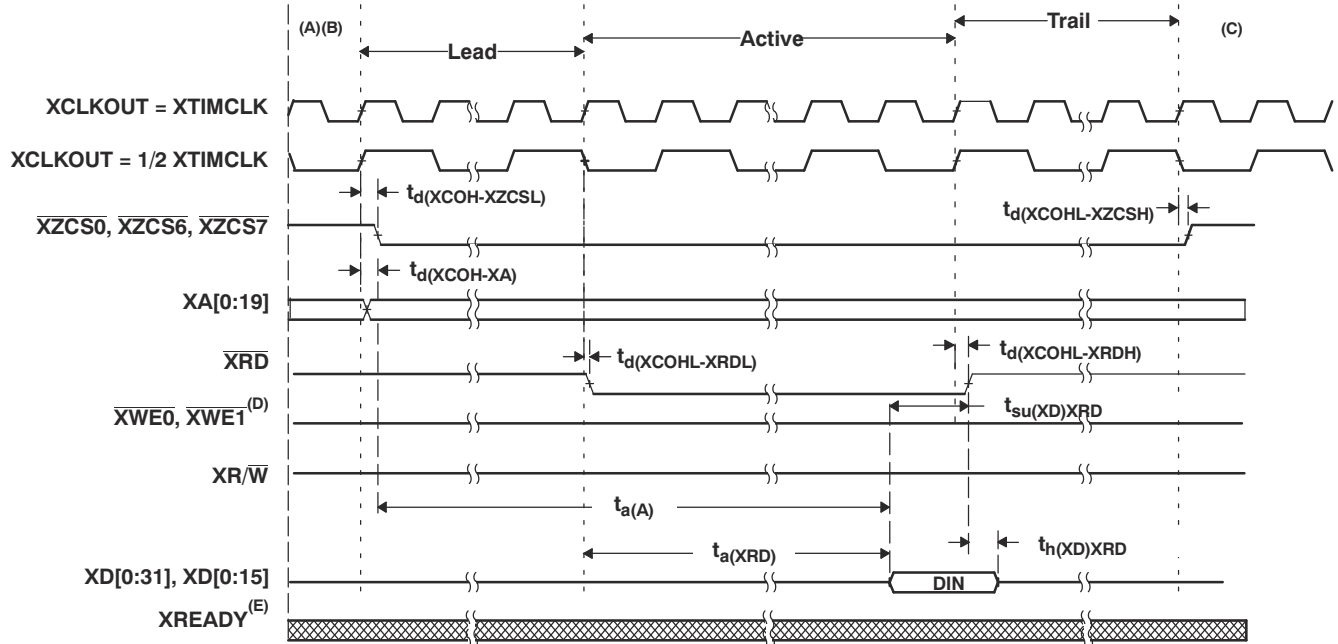 (A)(B)
Lead
Active
Trail
(C)
XCLKOUT = XTIMCLK
XCLKOUT = 1/2 XTIMCLK
td(XCOH-XZCSL)
td(XCOHL-XZCSH)
XZCS0, XZCS6, XZCS7
td(XCOH-XA)
XA[0:19]
XRD
td(XCOHL-XRDL)
td(XCOHL-XRDH)
tsu(XD)XRD
XWE0, XWE1(D)
XR/W
ta(A)
ta(XRD)
th(XD)XRD
XD[0:31], XD[0:15]
DIN
XREADY(E)